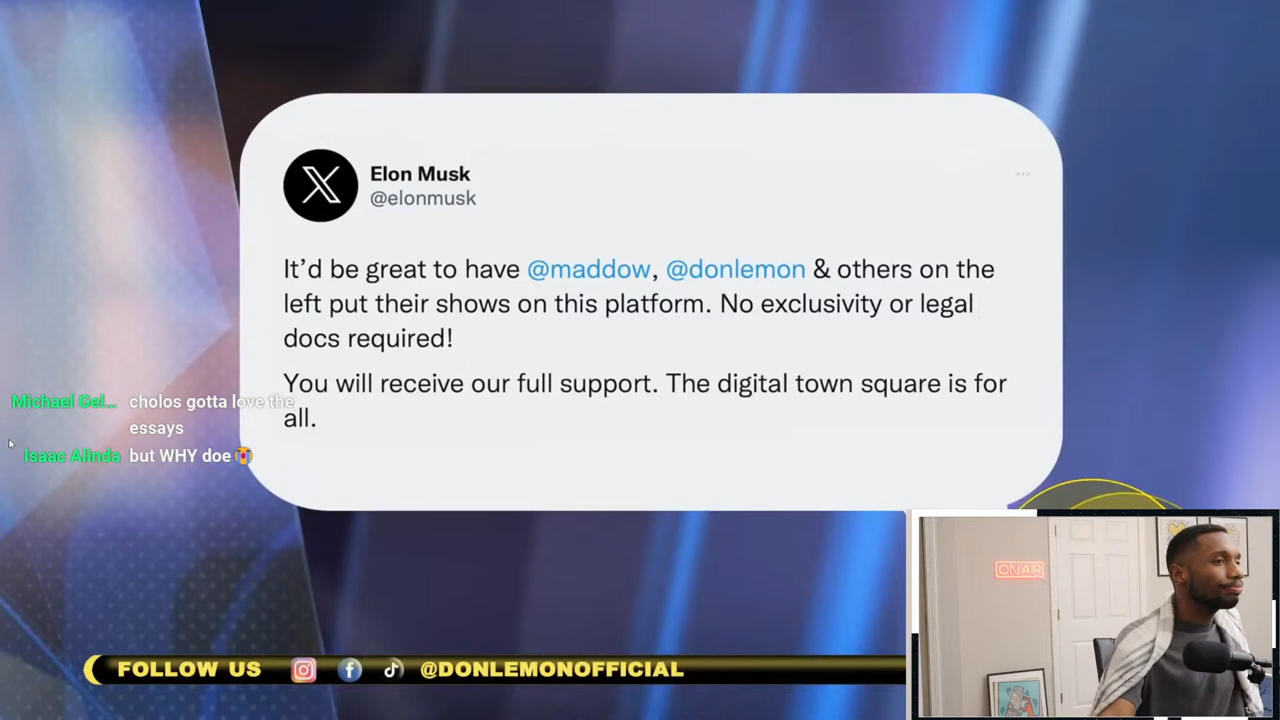 Elon Musk
@elonmusk
It’d be great to have @maddow, @donlemon & others on the
left put their shows on this platform. No exclusivity or legal
docs required!
You will receive our full support. The digital town square is for
all.
Michael Gel... cholos gotta love the
essays
Isaac Alinda but WHY doe
ON AIR
FOLLOW US @DONLEMONOFFICIAL